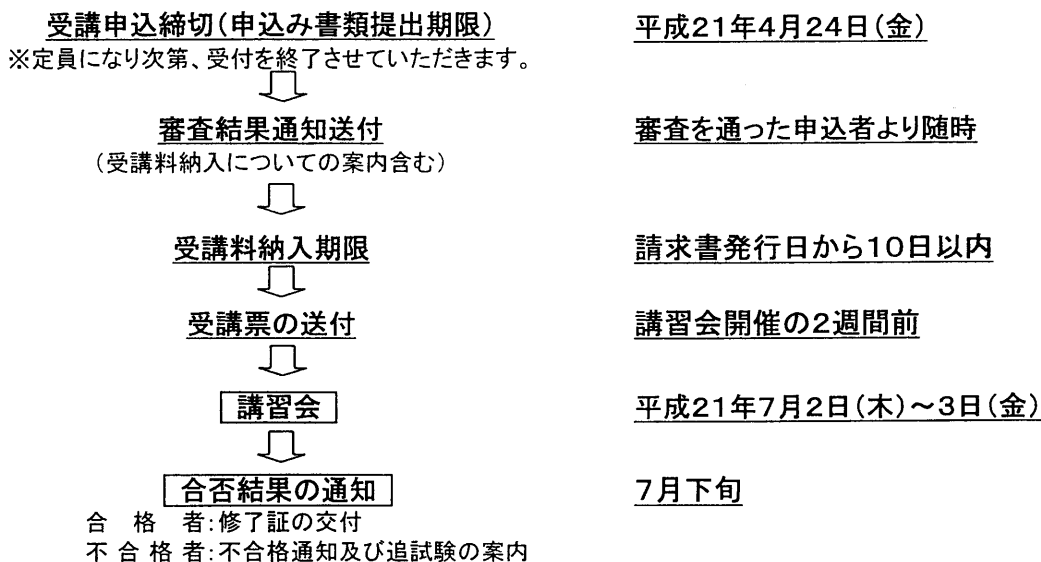 受講申込締切(申込み書類提出期限) 平成21年4月24日(金)
※定員になり次第、受付を終了させていただきます。
審査結果通知送付 審査を通った申込者より随時
(受講料納入についての案内含む)
受講料納入期限 請求書発行日から10日以内
受講票の送付 講習会開催の2週間前
講習会 平成21年7月2日(木)~3日(金)
合否結果の通知 7月下旬
合格者:修了証の交付
不合格者:不合格通知及び追試験の案内